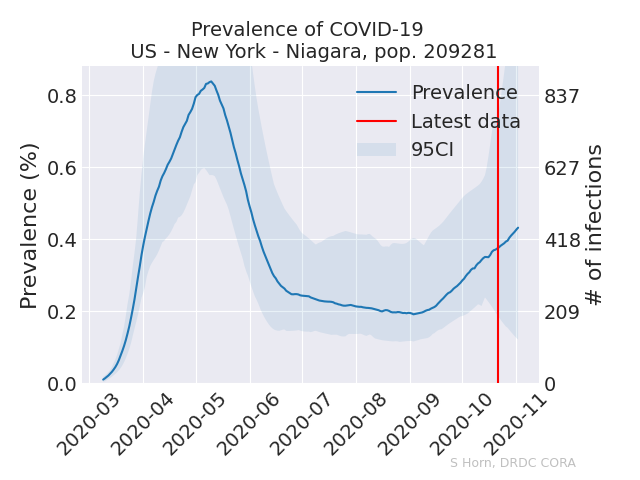 Prevalence of COVID-19
US - New York - Niagara, pop. 209281
Prevalence (%)
0.8
0.6
0.4
0.2
0.0
Prevalence
Latest data
95CI
837
627
418
209
0
# of infections
2020-03
2020-04
2020-05
2020-06
2020-07
2020-08
2020-09
2020-10
2020-11
S Horn, DRDC CORA